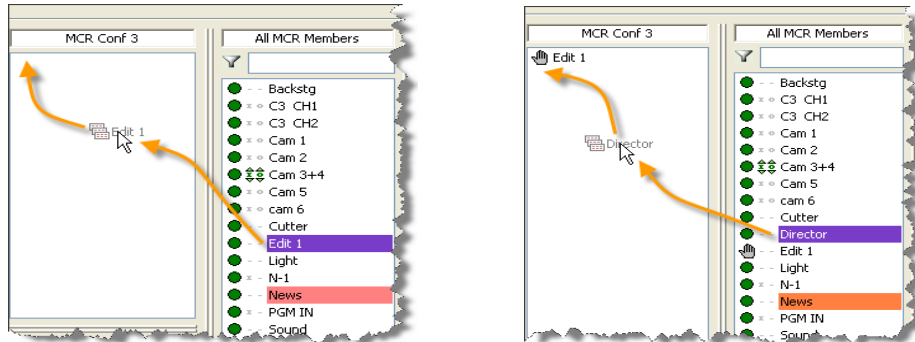 MCR Conf 3
All MCR Members
Edit 1
Backstg
C3 CH1
C3 CH2
Cam 1
Cam 2
Cam 3+4
Cam 5
cam 6
Cutter
Edit 1
Light
N-1
News
PGM IN
Sound
MCR Conf 3
All MCR Members
Edit 1
Director
Backstg
C3 CH1
C3 CH2
Cam 1
Cam 2
Cam 3+4
Cam 5
cam 6
Cutter
Director
Edit 1
Light
N-1
News
PGM IN
Sound